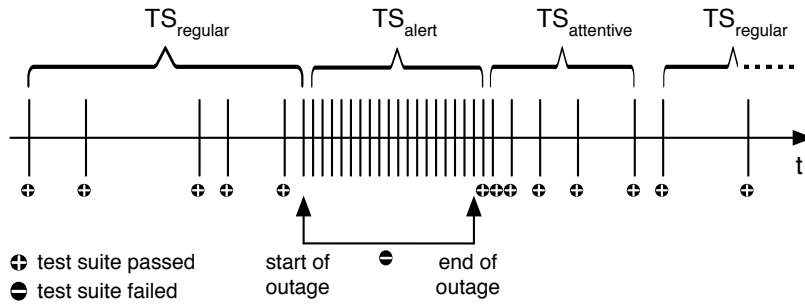 TSregular TSalert TSattentive TSregular
t
test suite passed
test suite failed
start of outage
end of outage